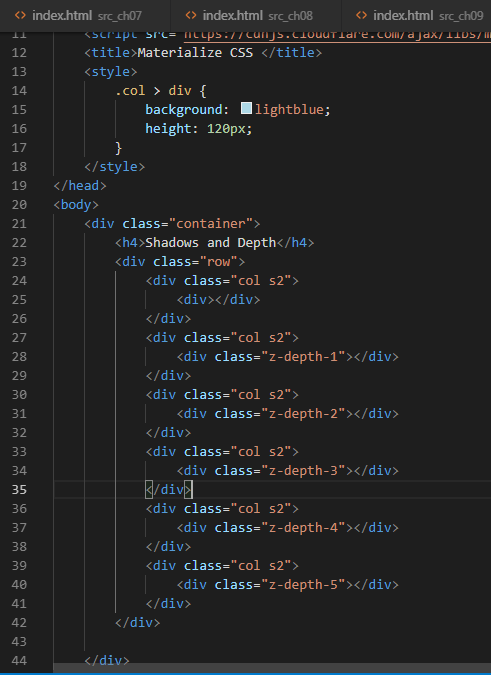 index.html src_ch07 index.html src_ch08 index.html src_ch09
11 <script src="https://cdnjs.cloudflare.com/ajax/libs/m
12 <title>Materialize CSS </title>
13 <style>
14 .col > div {
15 background: lightblue;
16 height: 120px;
17 }
18 </style>
19 </head>
20 <body>
21 <div class="container">
22 <h4>Shadows and Depth</h4>
23 <div class="row">
24 <div class="col s2">
25 <div></div>
26 </div>
27 <div class="col s2">
28 <div class="z-depth-1"></div>
29 </div>
30 <div class="col s2">
31 <div class="z-depth-2"></div>
32 </div>
33 <div class="col s2">
34 <div class="z-depth-3"></div>
35 </div>
36 <div class="col s2">
37 <div class="z-depth-4"></div>
38 </div>
39 <div class="col s2">
40 <div class="z-depth-5"></div>
41 </div>
42 </div>
43
44 </div>